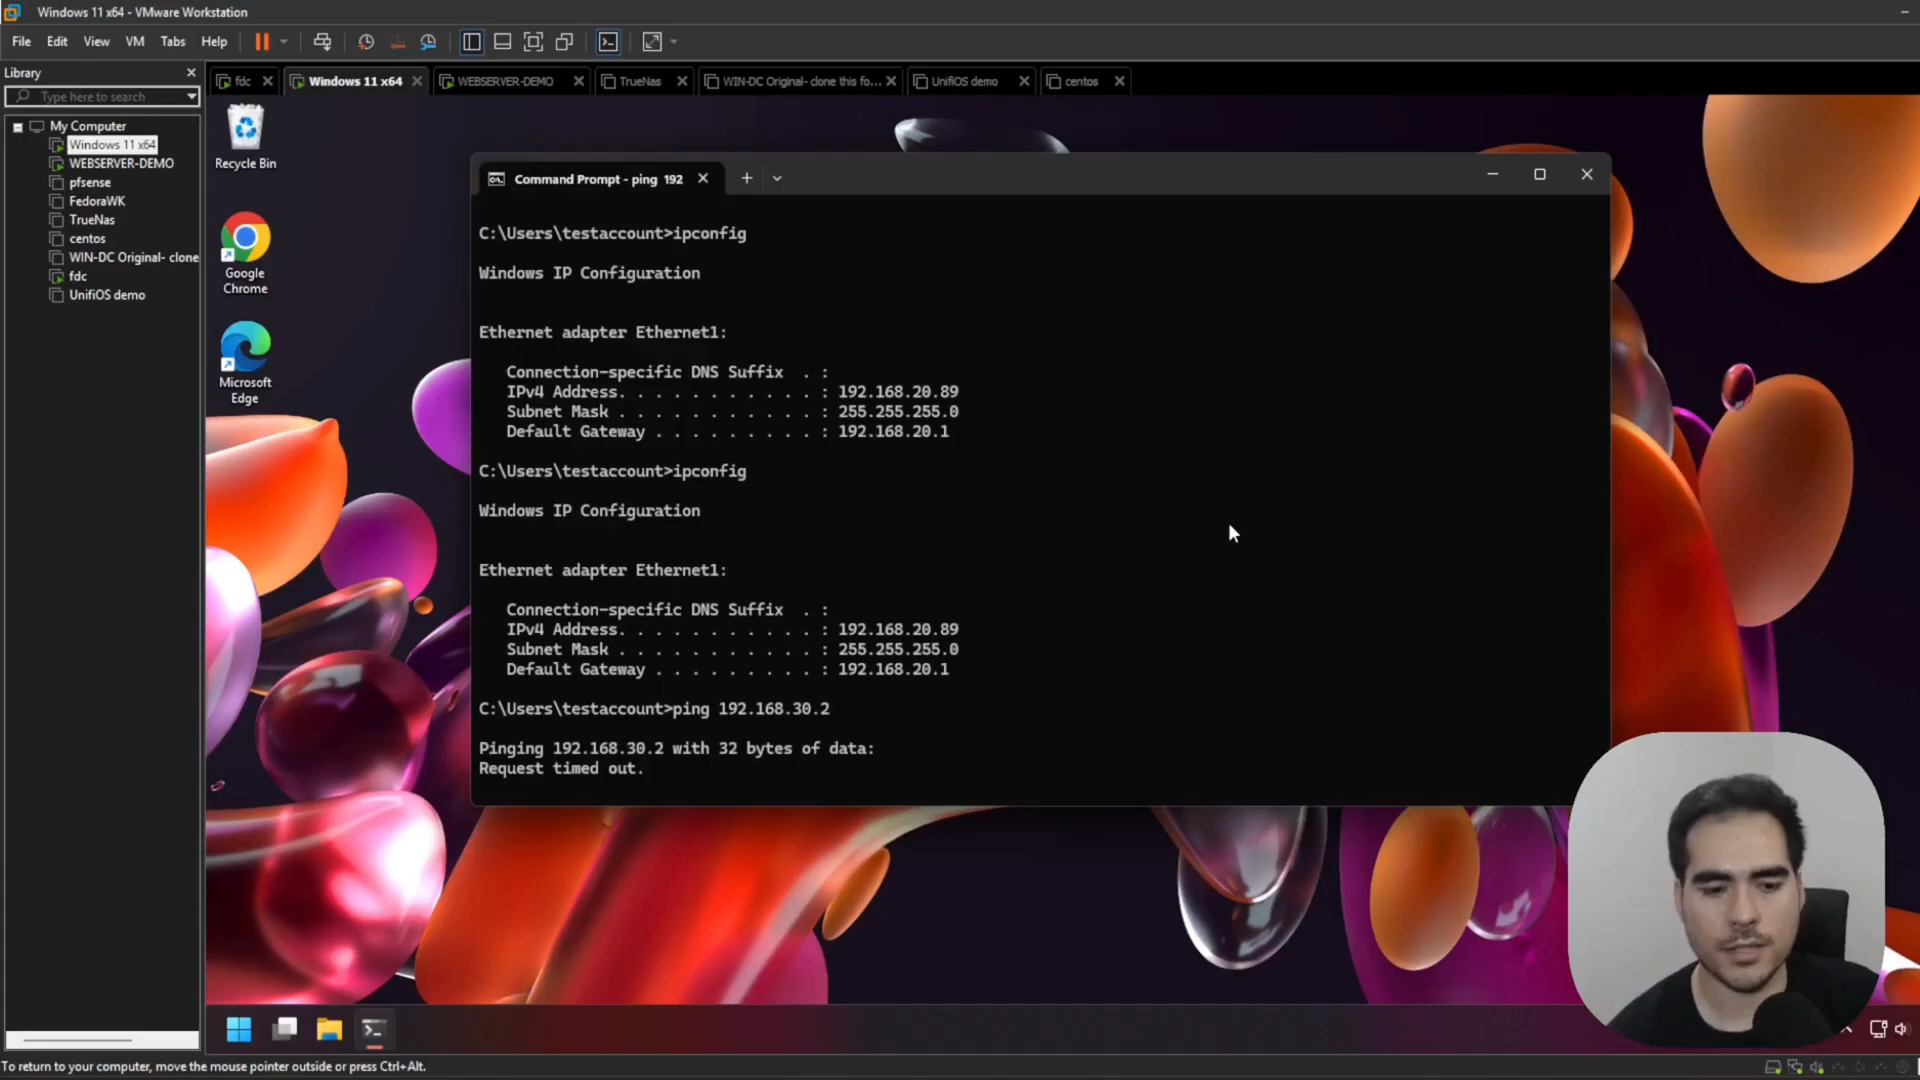 Windows 11 x64 - VMware Workstation
File Edit View VM Tabs Help
Library
Type here to search
My Computer
Windows 11 x64
WEBSERVER-DEMO
pfsense
FedoraWK
TrueNas
centos
WIN-DC Original- clone
fdc
UnifiOS demo
fdc
Windows 11 x64
WEBSERVER-DEMO
TrueNas
WIN-DC Original- clone this fo...
UnifiOS demo
centos
Recycle Bin
Google
Chrome
Microsoft
Edge
Command Prompt - ping 192
C:\Users\testaccount>ipconfig
Windows IP Configuration
Ethernet adapter Ethernet1:
Connection-specific DNS Suffix . :
IPv4 Address. . . . . . . . . . . : 192.168.20.89
Subnet Mask . . . . . . . . . . . : 255.255.255.0
Default Gateway . . . . . . . . . : 192.168.20.1
C:\Users\testaccount>ipconfig
Windows IP Configuration
Ethernet adapter Ethernet1:
Connection-specific DNS Suffix . :
IPv4 Address. . . . . . . . . . . : 192.168.20.89
Subnet Mask . . . . . . . . . . . : 255.255.255.0
Default Gateway . . . . . . . . . : 192.168.20.1
C:\Users\testaccount>ping 192.168.30.2
Pinging 192.168.30.2 with 32 bytes of data:
Request timed out.
To return to your computer, move the mouse pointer outside or press Ctrl+Alt.